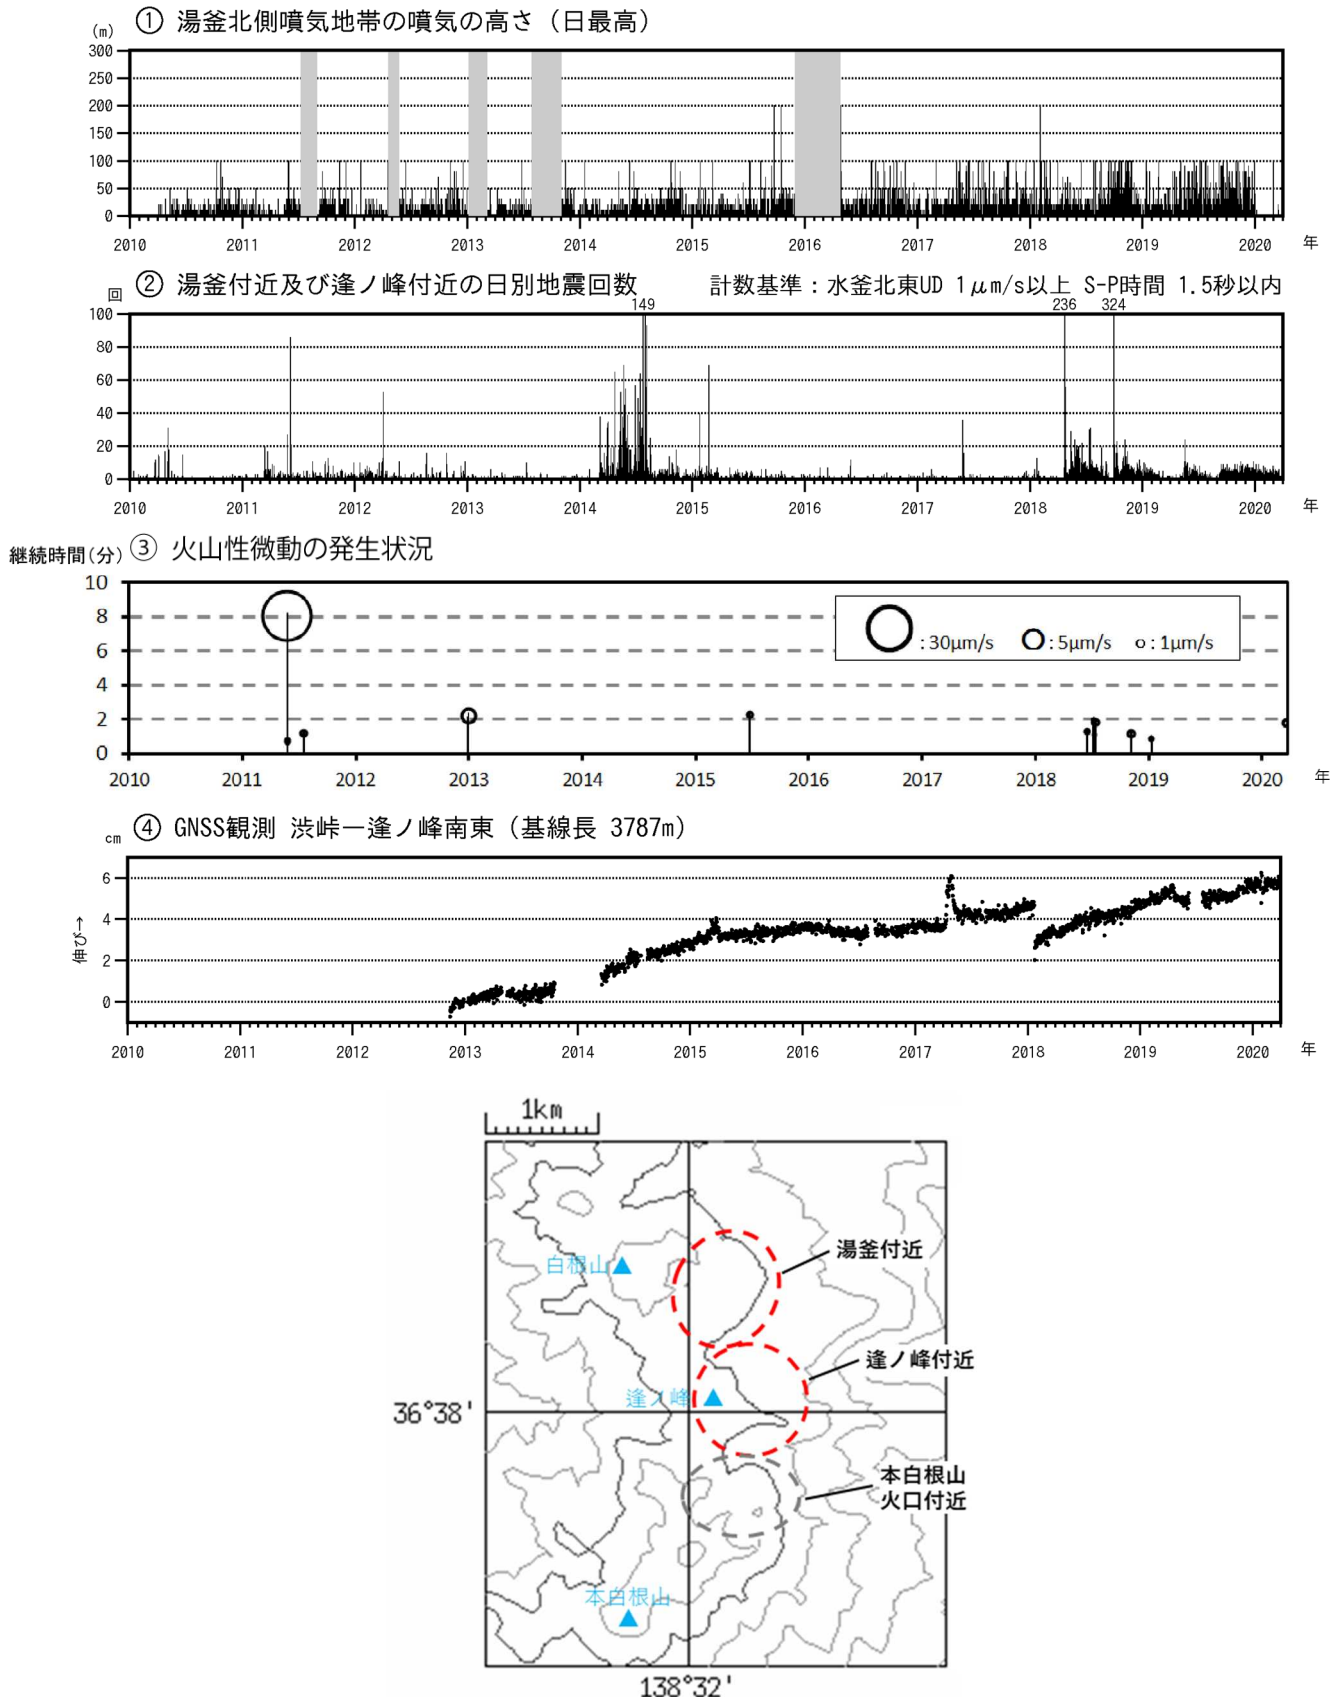 ① 湯釜北側噴気地帯の噴気の高さ（日最高）
(m)
300
250
200
150
100
50
0
2010 2011 2012 2013 2014 2015 2016 2017 2018 2019 2020 年
② 湯釜付近及び逢ノ峰付近の日別地震回数 計数基準：水釜北東UD 1μm/s以上 S-P時間 1.5秒以内
回
149 236 324
100
80
60
40
20
0
2010 2011 2012 2013 2014 2015 2016 2017 2018 2019 2020 年
継続時間(分) ③ 火山性微動の発生状況
10
8
6
4
2
0
:30μm/s :5μm/s :1μm/s
2010 2011 2012 2013 2014 2015 2016 2017 2018 2019 2020 年
④ GNSS観測 渋峠－逢ノ峰南東（基線長 3787m）
cm
6
4
2
0
伸び→
2010 2011 2012 2013 2014 2015 2016 2017 2018 2019 2020 年
1km
湯釜付近
白根山
逢ノ峰付近
逢ノ峰
36°38'
本白根山
火口付近
本白根山
138°32'